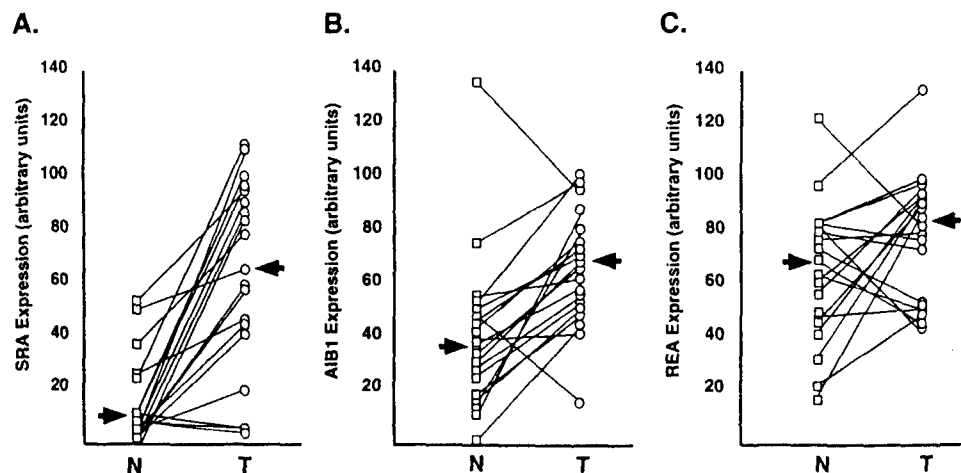 A.
SRA Expression (arbitrary units)
140
120
100
80
60
40
20
N T
B.
AIB1 Expression (arbitrary units)
140
120
100
80
60
40
20
N T
C.
REA Expression (arbitrary units)
140
120
100
80
60
40
20
N T